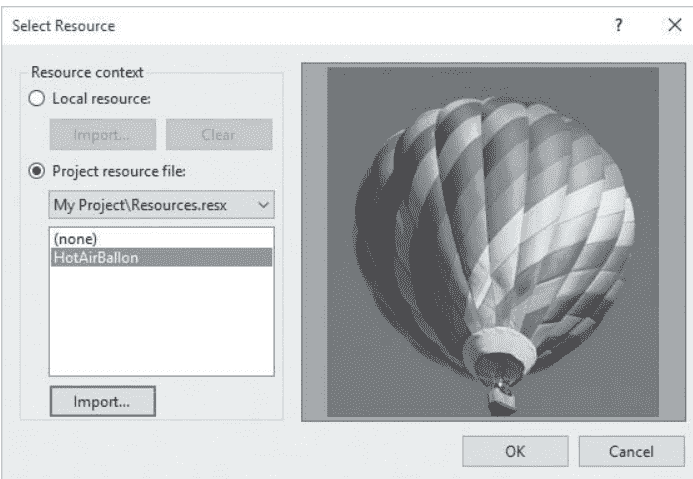 Select Resource
?
Resource context
Local resource:
Import... Clear
Project resource file:
My Project\Resources.resx
(none)
HotAirBallon
Import...
OK Cancel